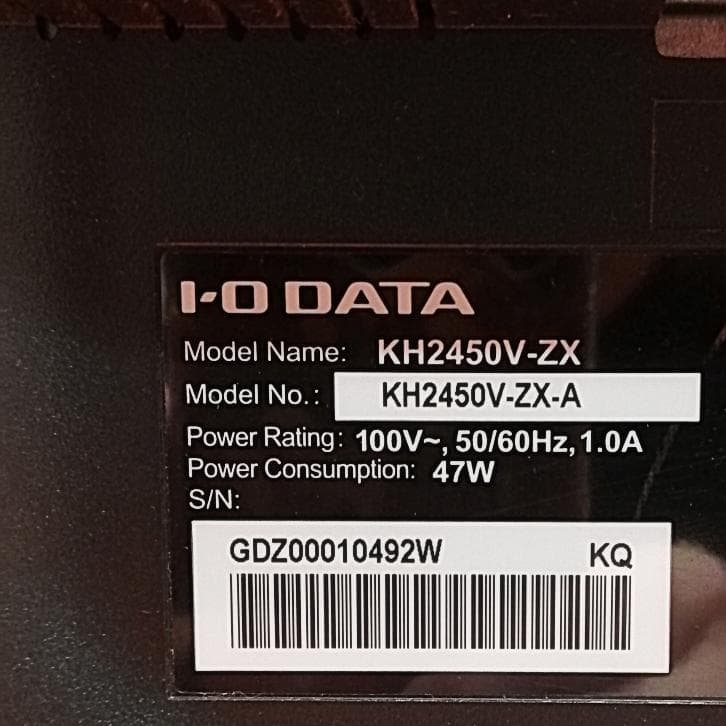 I-O DATA
Model Name: KH2450V-ZX
Model No.: KH2450V-ZX-A
Power Rating: 100V~, 50/60Hz, 1.0A
Power Consumption: 47W
S/N:
GDZ00010492W KQ